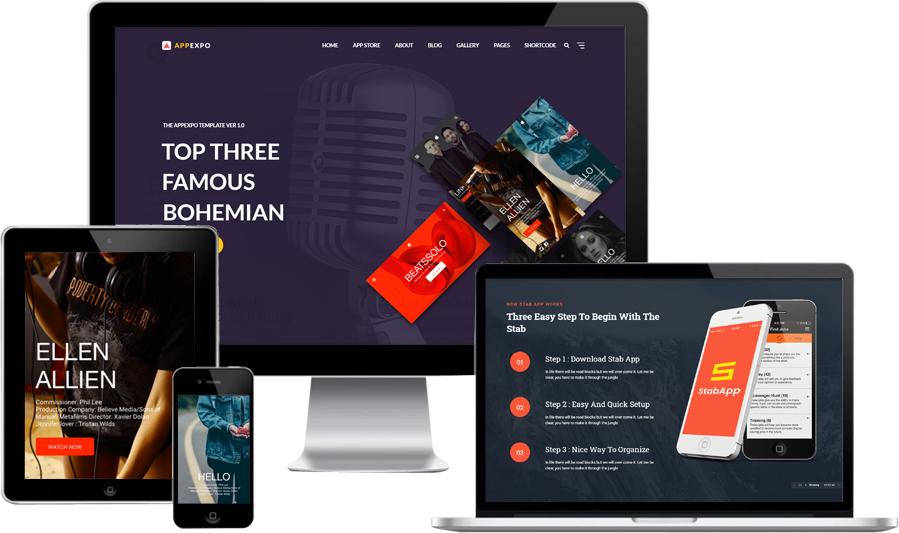 APPEXPO
HOME APP STORE ABOUT BLOG GALLERY PAGES SHORTCODE
THE APPEXPO TEMPLATE VER 1.0
TOP THREE
FAMOUS
BOHEMIAN
ELLEN
ALLIEN
HELLO
BEATSSOLO
HELLO
ELLEN
ALLIEN
Commissioner: Phil Lee
Production Company: Believe Media/Sons of
Manual Metafilms Director: Xavier Dolan
Jennifer lover : Tristan Wilds
WATCH NOW
HELLO
HOW STAB APP WORKS
Three Easy Step To Begin With The
Stab
01
Step 1 : Download Stab App
In life there will be road blocks but we will over come it. Let me be
clear, you have to make it through the jungle
02
Step 2 : Easy And Quick Setup
In life there will be road blocks but we will over come it. Let me be
clear, you have to make it through the jungle
03
Step 3 : Nice Way To Organize
In life there will be road blocks but we will over come it. Let me be
clear, you have to make it through the jungle
StabApp
Find Jobs
Training (6)